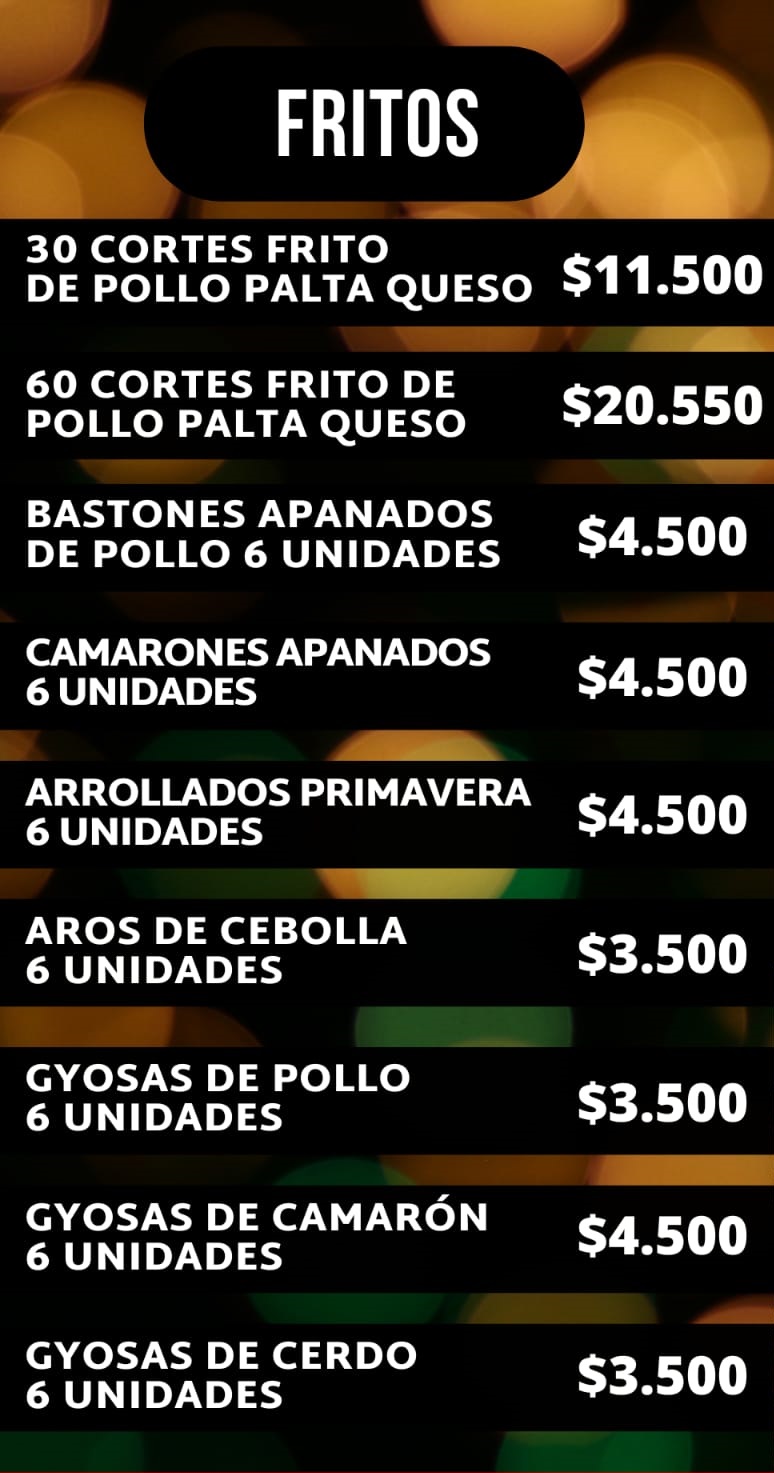 FRITOS
30 CORTES FRITO
DE POLLO PALTA QUESO $11.500
60 CORTES FRITO DE
POLLO PALTA QUESO $20.550
BASTONES APANADOS
DE POLLO 6 UNIDADES $4.500
CAMARONES APANADOS
6 UNIDADES $4.500
ARROLLADOS PRIMAVERA
6 UNIDADES $4.500
AROS DE CEBOLLA
6 UNIDADES $3.500
GYOSAS DE POLLO
6 UNIDADES $3.500
GYOSAS DE CAMARÓN
6 UNIDADES $4.500
GYOSAS DE CERDO
6 UNIDADES $3.500